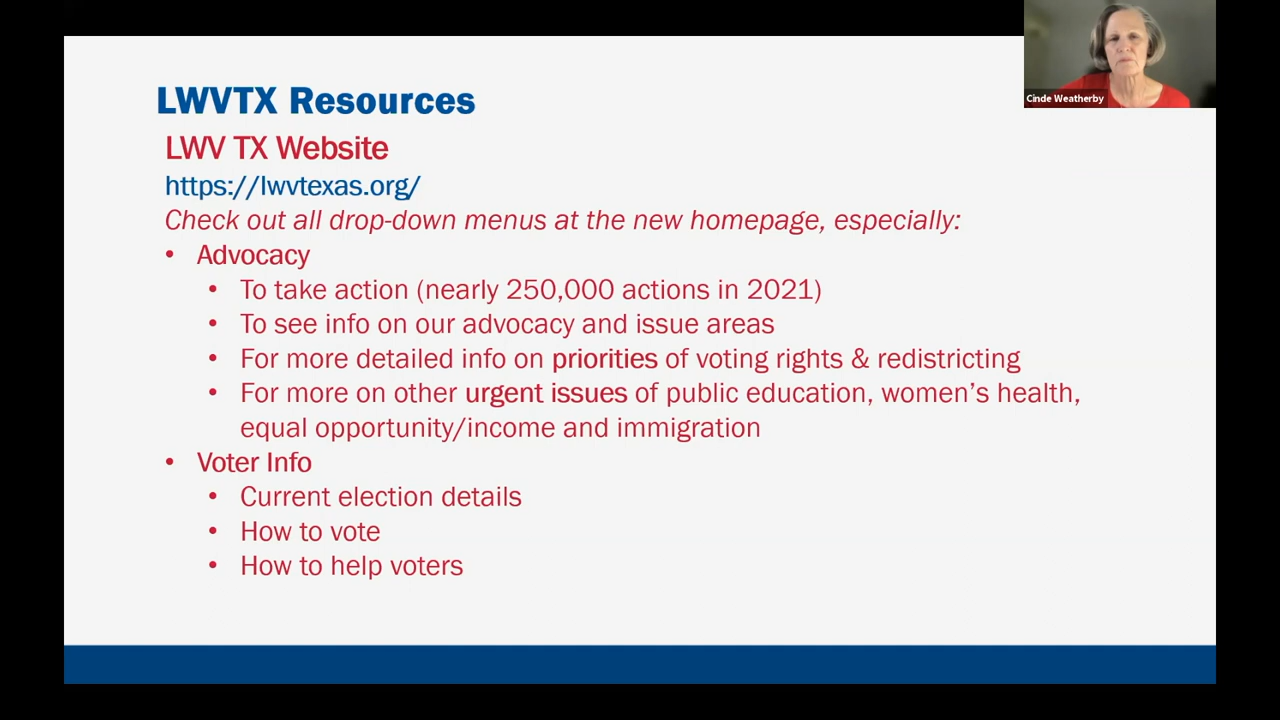 LWVTX Resources
Cinde Weatherby
LWV TX Website
https://lwvtexas.org/
Check out all drop-down menus at the new homepage, especially:
• Advocacy
• To take action (nearly 250,000 actions in 2021)
• To see info on our advocacy and issue areas
• For more detailed info on priorities of voting rights & redistricting
• For more on other urgent issues of public education, women’s health,
equal opportunity/income and immigration
• Voter Info
• Current election details
• How to vote
• How to help voters